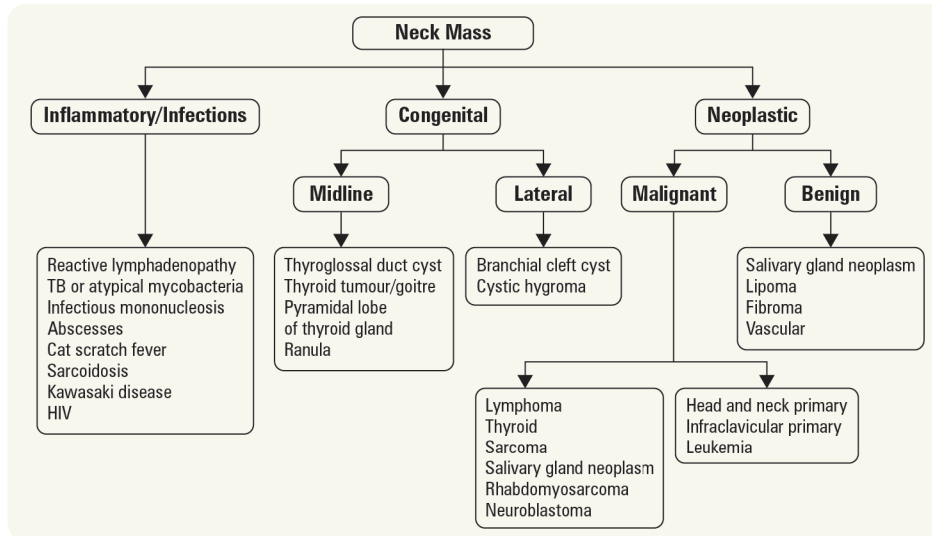 Neck Mass
Inflammatory/Infections
Congenital
Neoplastic
Midline
Lateral
Malignant
Benign
Reactive lymphadenopathy
TB or atypical mycobacteria
Infectious mononucleosis
Abscesses
Cat scratch fever
Sarcoidosis
Kawasaki disease
HIV
Thyroglossal duct cyst
Thyroid tumour/goitre
Pyramidal lobe
of thyroid gland
Ranula
Branchial cleft cyst
Cystic hygroma
Salivary gland neoplasm
Lipoma
Fibroma
Vascular
Lymphoma
Thyroid
Sarcoma
Salivary gland neoplasm
Rhabdomyosarcoma
Neuroblastoma
Head and neck primary
Infraclavicular primary
Leukemia